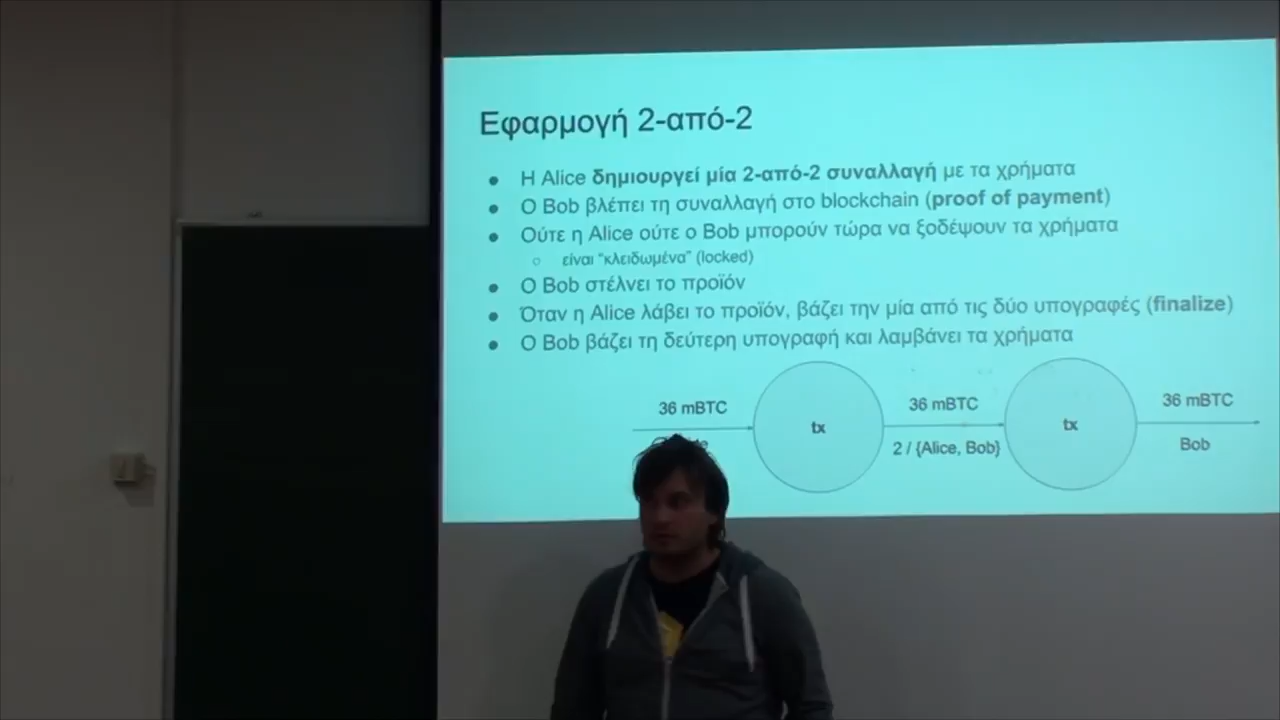 Εφαρμογή 2-από-2
● Η Alice δημιουργεί μία 2-από-2 συναλλαγή με τα χρήματα
● Ο Bob βλέπει τη συναλλαγή στο blockchain (proof of payment)
● Ούτε η Alice ούτε ο Bob μπορούν τώρα να ξοδέψουν τα χρήματα
○ είναι “κλειδωμένα” (locked)
● Ο Bob στέλνει το προϊόν
● Όταν η Alice λάβει το προϊόν, βάζει την μία από τις δύο υπογραφές (finalize)
● Ο Bob βάζει τη δεύτερη υπογραφή και λαμβάνει τα χρήματα
36 mBTC
tx
36 mBTC
2 / {Alice, Bob}
tx
36 mBTC
Bob